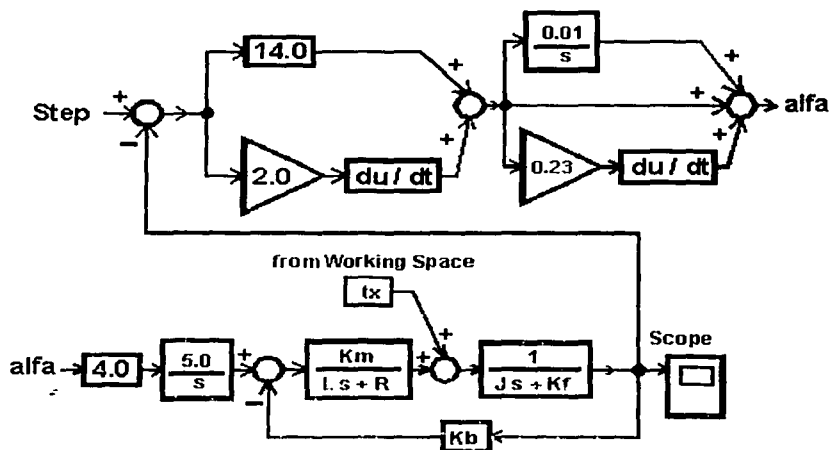 14.0
0.01
s
Step
+
−
+
+
+
+
+
alfa
2.0
du / dt
0.23
du / dt
from Working Space
tx
alfa
4.0
5.0
s
+
−
Km
L s + R
+
+
1
J s + Kf
Scope
Kb